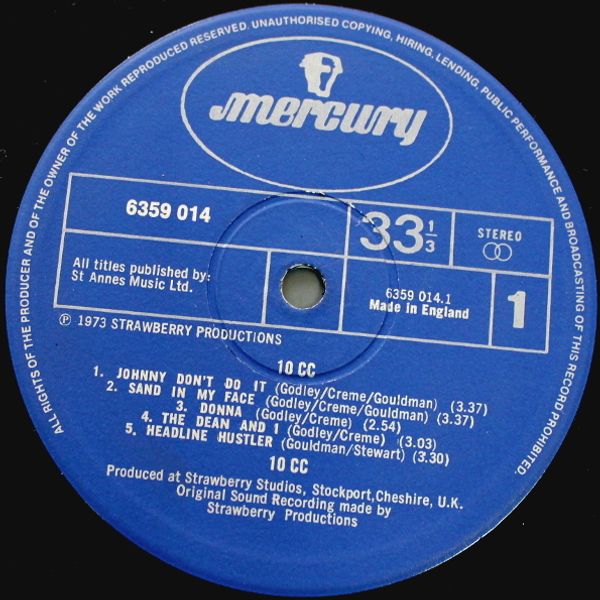 ALL RIGHTS OF THE PRODUCER AND OF THE OWNER OF THE WORK REPRODUCED RESERVED. UNAUTHORISED COPYING, HIRING, LENDING, PUBLIC PERFORMANCE AND BROADCASTING OF THIS RECORD PROHIBITED.
mercury
6359 014
33 1/3
STEREO
All titles published by:
St Annes Music Ltd.
6359 014.1
Made in England
1
Ⓟ 1973 STRAWBERRY PRODUCTIONS
10 CC
1. JOHNNY DON'T DO IT (Godley/Creme/Gouldman) (3.37)
2. SAND IN MY FACE (Godley/Creme/Gouldman) (3.37)
3. DONNA (Godley/Creme) (2.54)
4. THE DEAN AND I (Godley/Creme) (3.03)
5. HEADLINE HUSTLER (Gouldman/Stewart) (3.30)
10 CC
Produced at Strawberry Studios, Stockport,Cheshire, U.K.
Original Sound Recording made by
Strawberry Productions